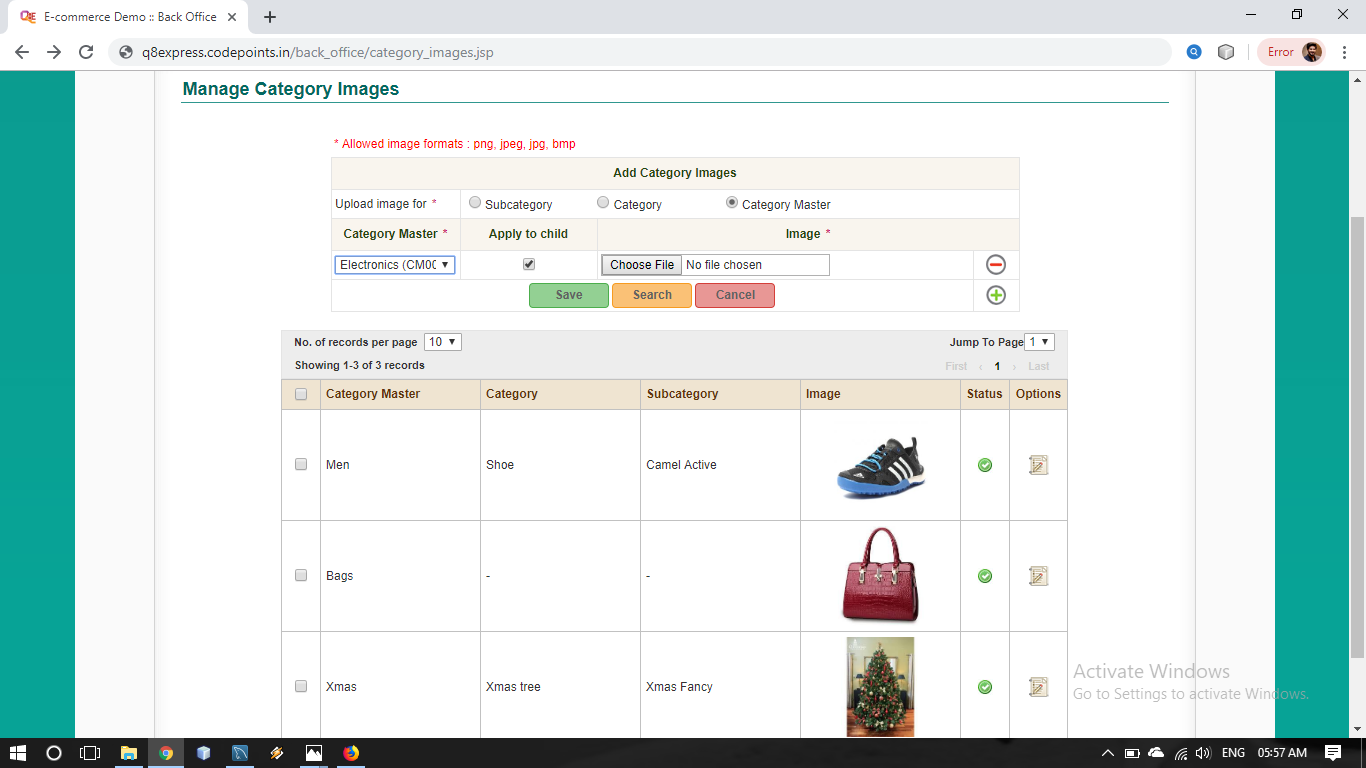 E-commerce Demo :: Back Office
q8express.codepoints.in/back_office/category_images.jsp
Error
Manage Category Images
* Allowed image formats : png, jpeg, jpg, bmp
Add Category Images
Upload image for * Subcategory Category Category Master
Category Master * Apply to child Image *
Electronics (CM00 Choose File No file chosen
Save Search Cancel
No. of records per page 10 Jump To Page 1
Showing 1-3 of 3 records First ‹ 1 › Last
Category Master Category Subcategory Image Status Options
Men Shoe Camel Active
Bags - -
Xmas Xmas tree Xmas Fancy
Activate Windows
Go to Settings to activate Windows.
ENG 05:57 AM